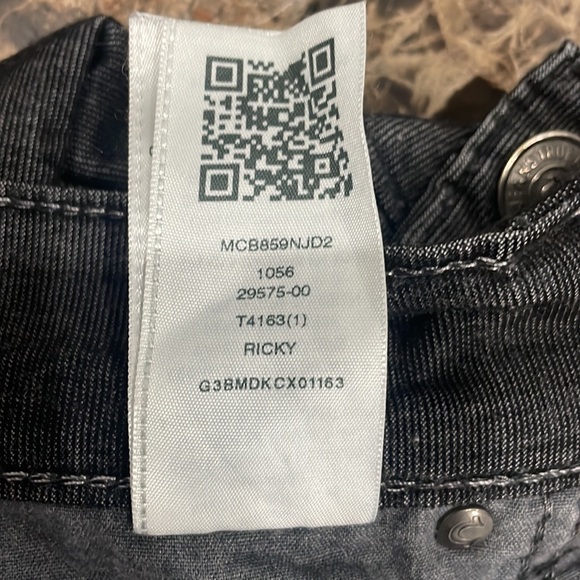 MCB859NJD2
1056
29575-00
T4163(1)
RICKY
G3BMDKCX01163